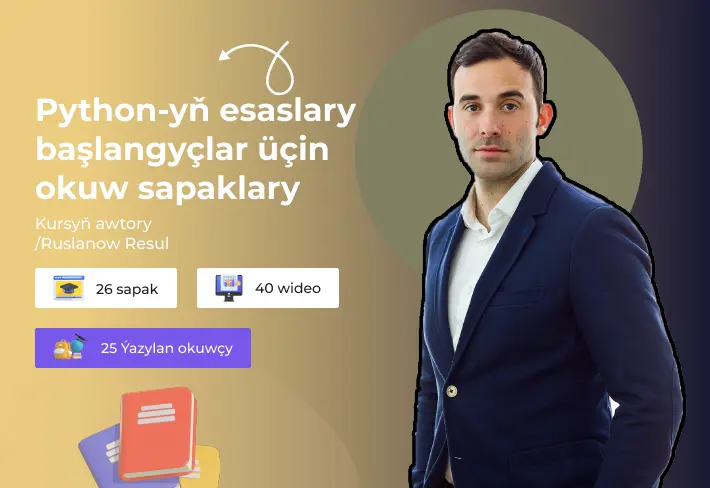 Python-yň esaslary
başlangyçlar üçin
okuw sapaklary
Kursyň awtory
/Ruslanow Resul
26 sapak
40 wideo
25 Ýazylan okuwçy